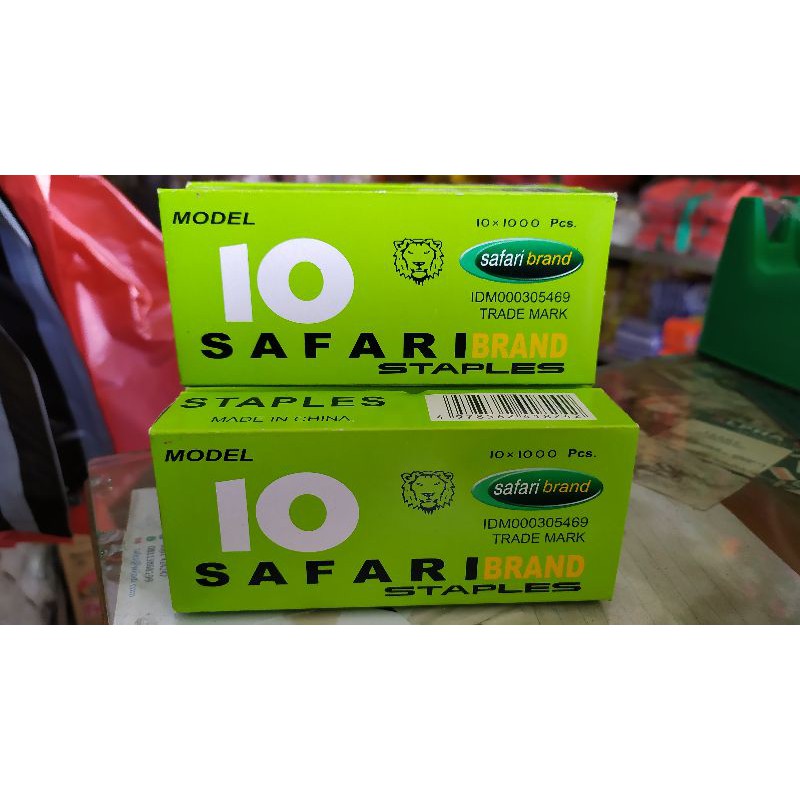 MODEL
10×1000 Pcs.
10
safari brand
IDM000305469
TRADE MARK
SAFARI BRAND
STAPLES
STAPLES
MADE IN CHINA
MODEL
10×1000 Pcs.
10
safari brand
IDM000305469
TRADE MARK
SAFARI BRAND
STAPLES